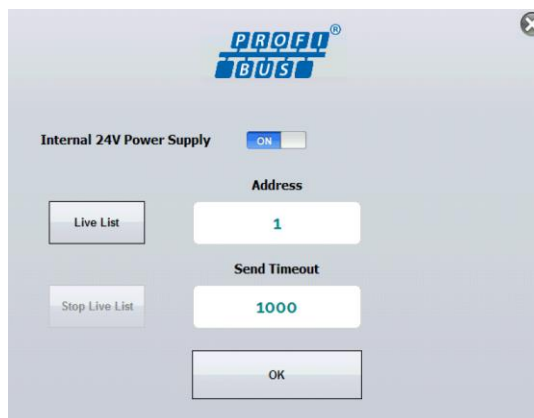 PROFI®
BUS
Internal 24V Power Supply
ON
Address
Live List
1
Send Timeout
Stop Live List
1000
OK